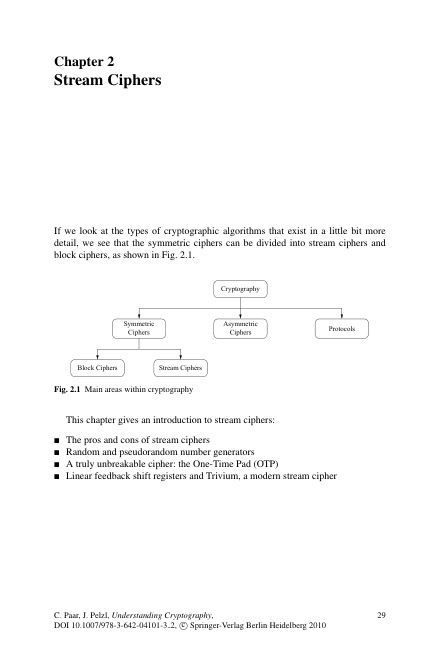 Chapter 2
Stream Ciphers
If we look at the types of cryptographic algorithms that exist in a little bit more
detail, we see that the symmetric ciphers can be divided into stream ciphers and
block ciphers, as shown in Fig. 2.1.
Cryptography
Symmetric
Ciphers
Asymmetric
Ciphers
Protocols
Block Ciphers
Stream Ciphers
Fig. 2.1 Main areas within cryptography
This chapter gives an introduction to stream ciphers:
■ The pros and cons of stream ciphers
■ Random and pseudorandom number generators
■ A truly unbreakable cipher: the One-Time Pad (OTP)
■ Linear feedback shift registers and Trivium, a modern stream cipher
C. Paar, J. Pelzl, Understanding Cryptography, 29
DOI 10.1007/978-3-642-04101-3_2, © Springer-Verlag Berlin Heidelberg 2010